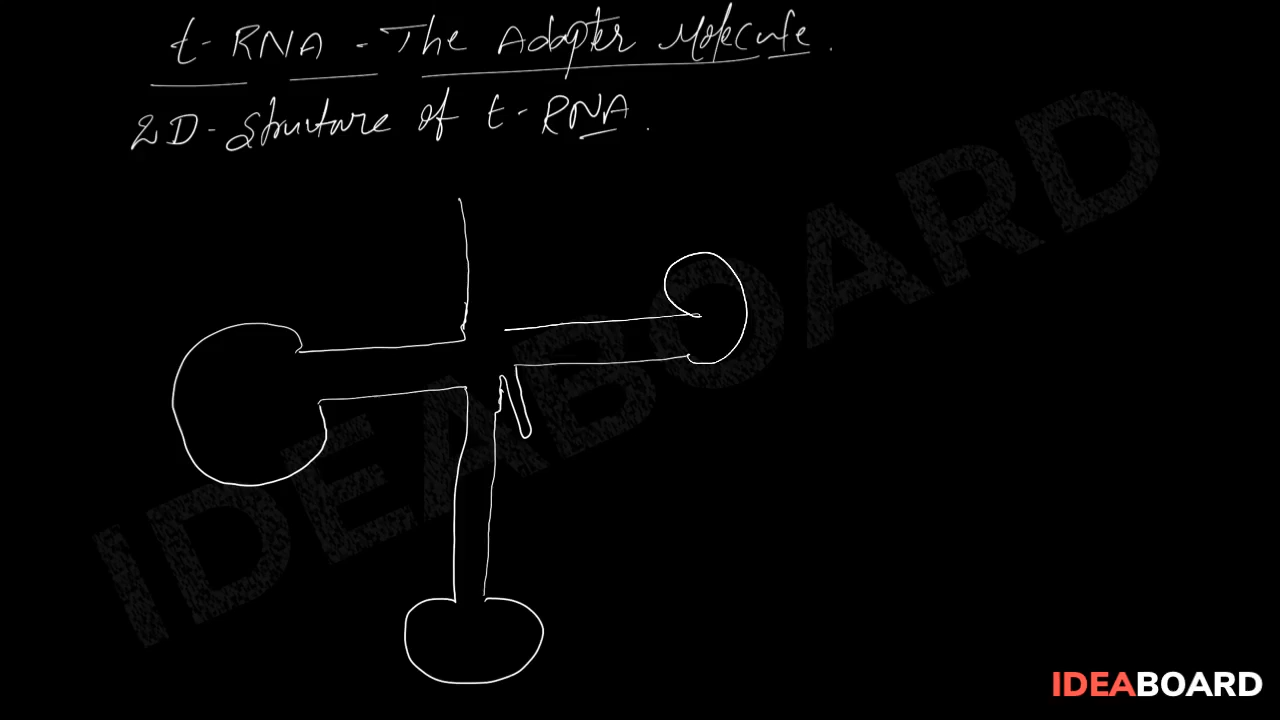 t-RNA - The Adapter Molecule.
2D-Structure of t-RNA.
IDEABOARD
IDEABOARD